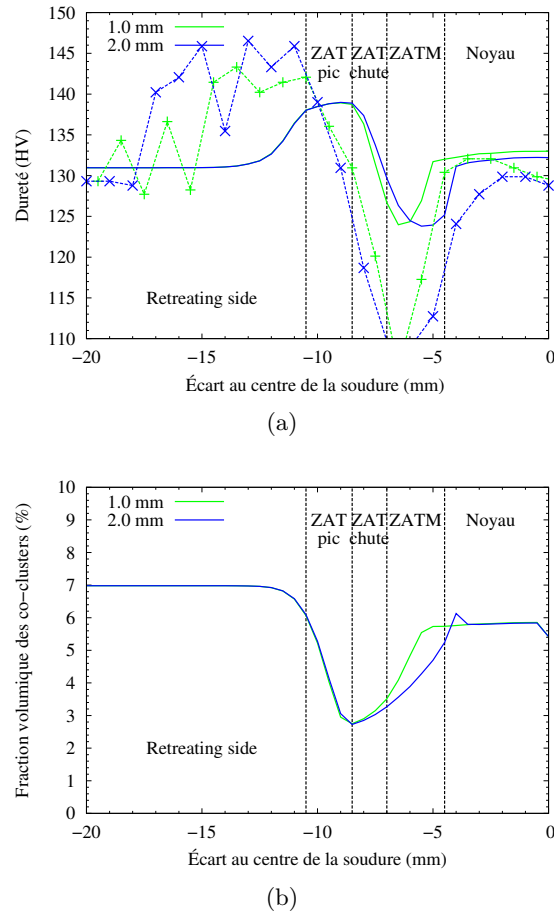 1.0 mm
2.0 mm
ZAT
pic
ZAT
chute
ZATM
Noyau
150
145
140
135
130
125
120
115
110
Dureté (HV)
Retreating side
−20
−15
−10
−5
0
Écart au centre de la soudure (mm)
(a)
1.0 mm
2.0 mm
ZAT
pic
ZAT
chute
ZATM
Noyau
10
9
8
7
6
5
4
3
2
1
0
Fraction volumique des co−clusters (%)
Retreating side
−20
−15
−10
−5
0
Écart au centre de la soudure (mm)
(b)